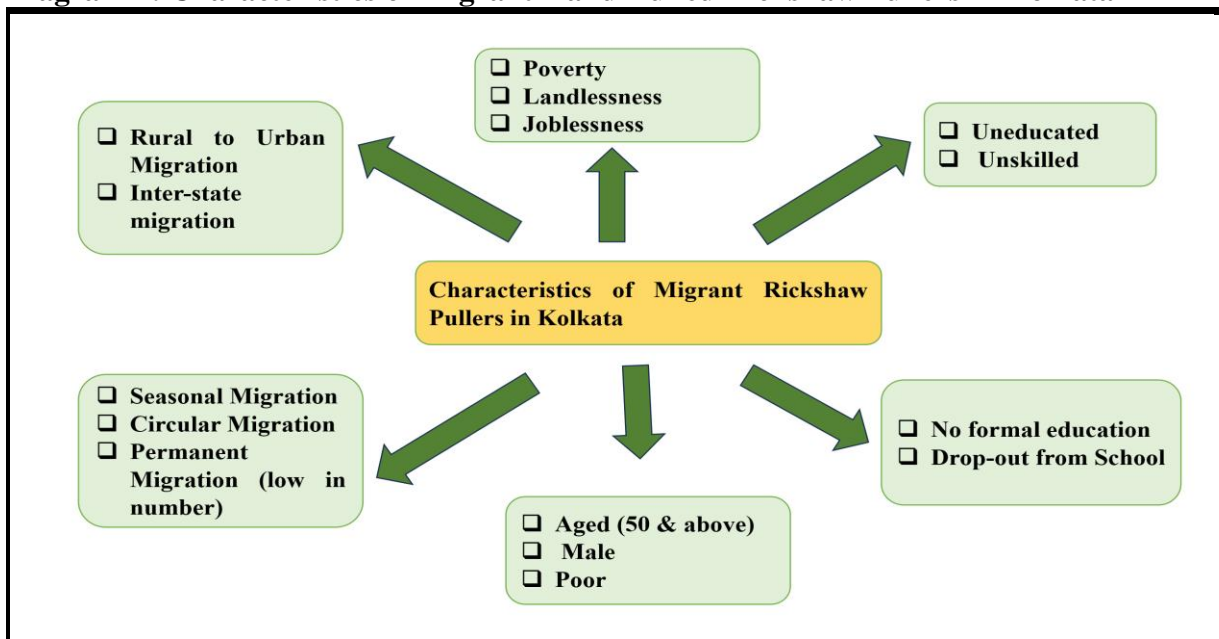 ❑ Poverty
❑ Landlessness
❑ Joblessness
❑ Rural to Urban
Migration
❑ Inter-state
migration
❑ Uneducated
❑ Unskilled
Characteristics of Migrant Rickshaw
Pullers in Kolkata
❑ Seasonal Migration
❑ Circular Migration
❑ Permanent
Migration (low in
number)
❑ No formal education
❑ Drop-out from School
❑ Aged (50 & above)
❑ Male
❑ Poor